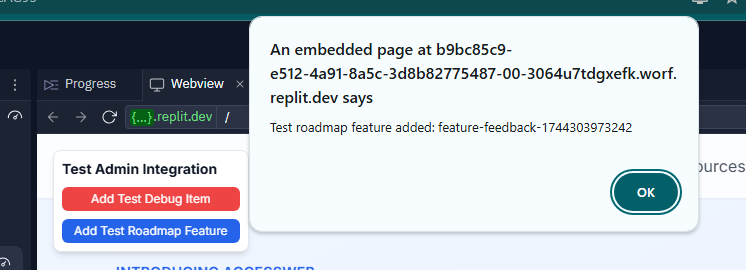 An embedded page at b9bc85c9-
e512-4a91-8a5c-3d8b82775487-00-3064u7tdgxefk.worf.
replit.dev says
Test roadmap feature added: feature-feedback-1744303973242
OK
Progress
Webview
{...}.replit.dev /
Test Admin Integration
Add Test Debug Item
Add Test Roadmap Feature
ources